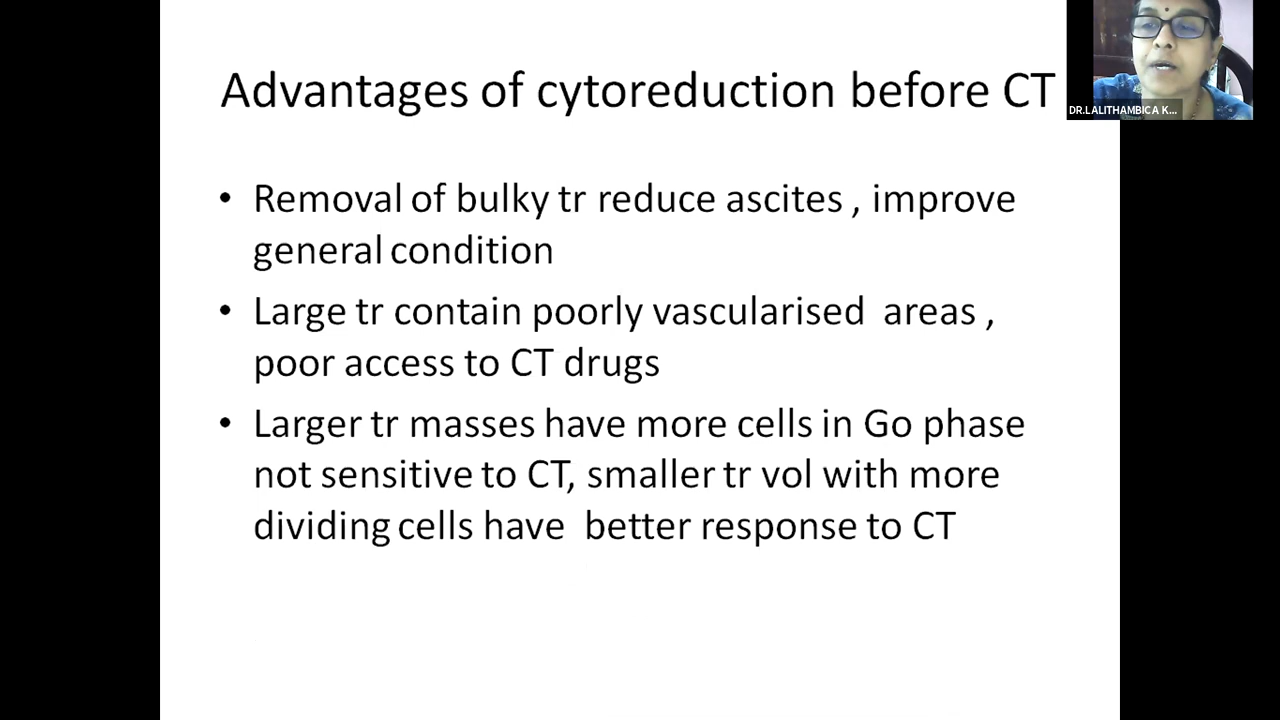 Advantages of cytoreduction before CT
DR.LALITHAMBICA K...
• Removal of bulky tr reduce ascites , improve
general condition
• Large tr contain poorly vascularised areas ,
poor access to CT drugs
• Larger tr masses have more cells in Go phase
not sensitive to CT, smaller tr vol with more
dividing cells have better response to CT